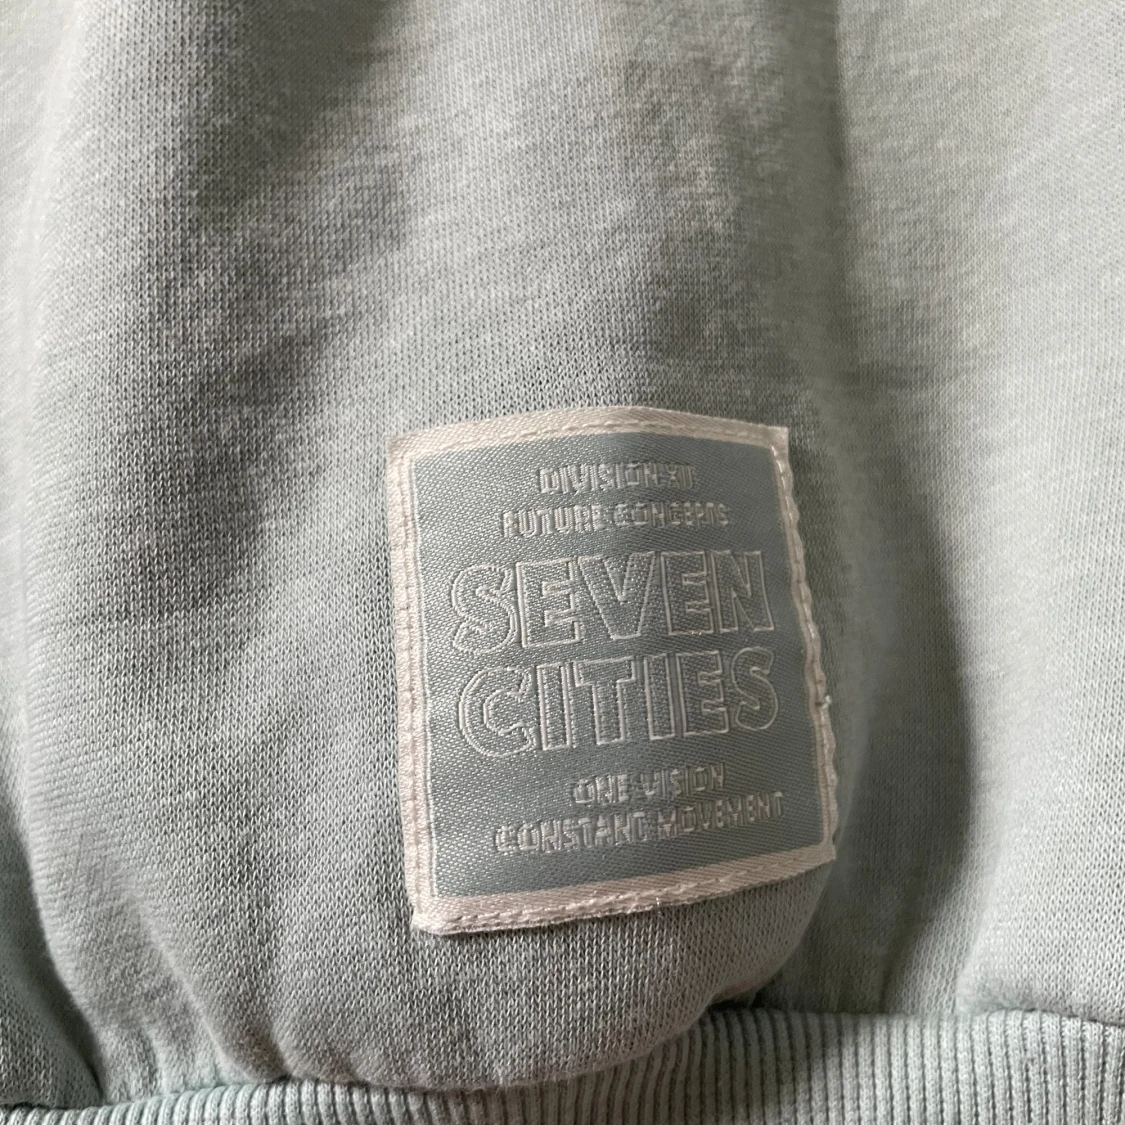 DIVISION XII
FUTURE CONCEPTS
SEVEN
CITIES
ONE VISION
CONSTANT MOVEMENT